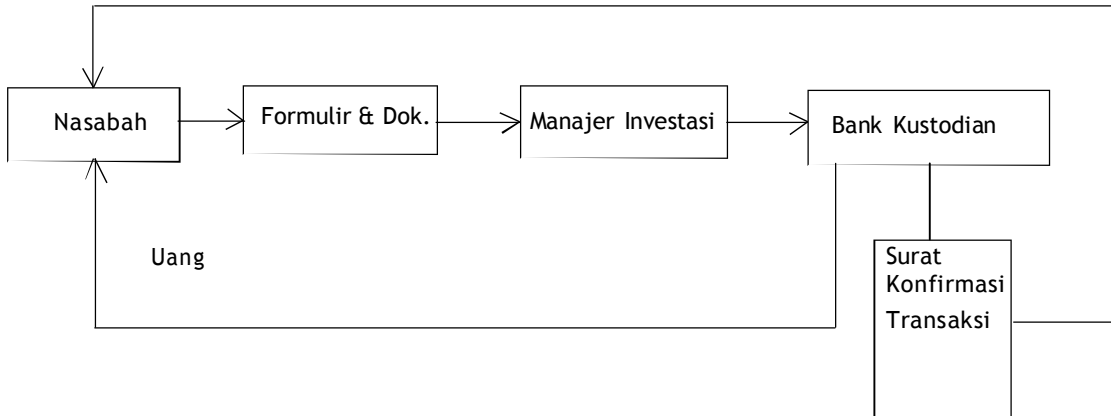 Nasabah
Formulir & Dok.
Manajer Investasi
Bank Kustodian
Uang
Surat
Konfirmasi
Transaksi